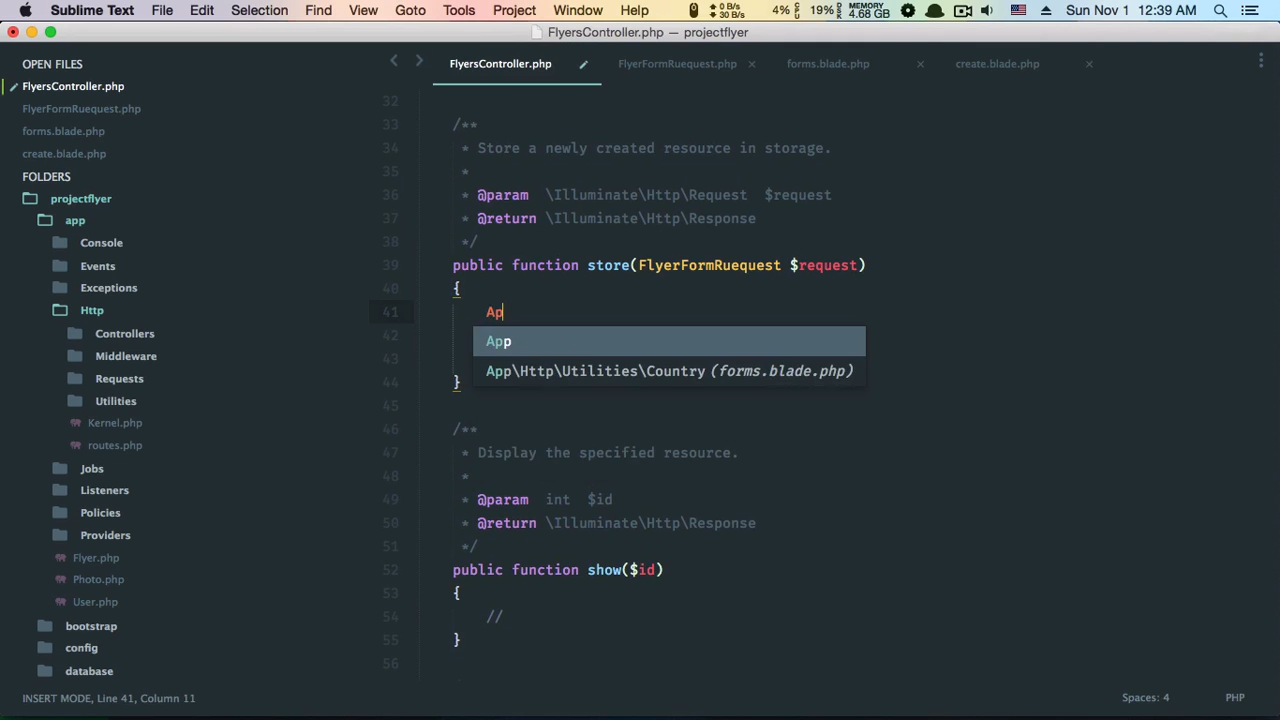 Sublime Text File Edit Selection Find View Goto Tools Project Window Help 0 B/s 30 B/s 4% CPU 19% MEMORY 4.68 GB Sun Nov 1 12:39 AM
FlyersController.php — projectflyer
OPEN FILES
FlyersController.php
FlyerFormRuequest.php
forms.blade.php
create.blade.php
FOLDERS
projectflyer
app
Console
Events
Exceptions
Http
Controllers
Middleware
Requests
Utilities
Kernel.php
routes.php
Jobs
Listeners
Policies
Providers
Flyer.php
Photo.php
User.php
bootstrap
config
database
FlyersController.php FlyerFormRuequest.php × forms.blade.php × create.blade.php ×
32
33 /**
34 * Store a newly created resource in storage.
35 *
36 * @param \Illuminate\Http\Request $request
37 * @return \Illuminate\Http\Response
38 */
39 public function store(FlyerFormRuequest $request)
40 {
41 Ap
App
App\Http\Utilities\Country (forms.blade.php)
42
43
44 }
45
46 /**
47 * Display the specified resource.
48 *
49 * @param int $id
50 * @return \Illuminate\Http\Response
51 */
52 public function show($id)
53 {
54 //
55 }
56
INSERT MODE, Line 41, Column 11 Spaces: 4 PHP